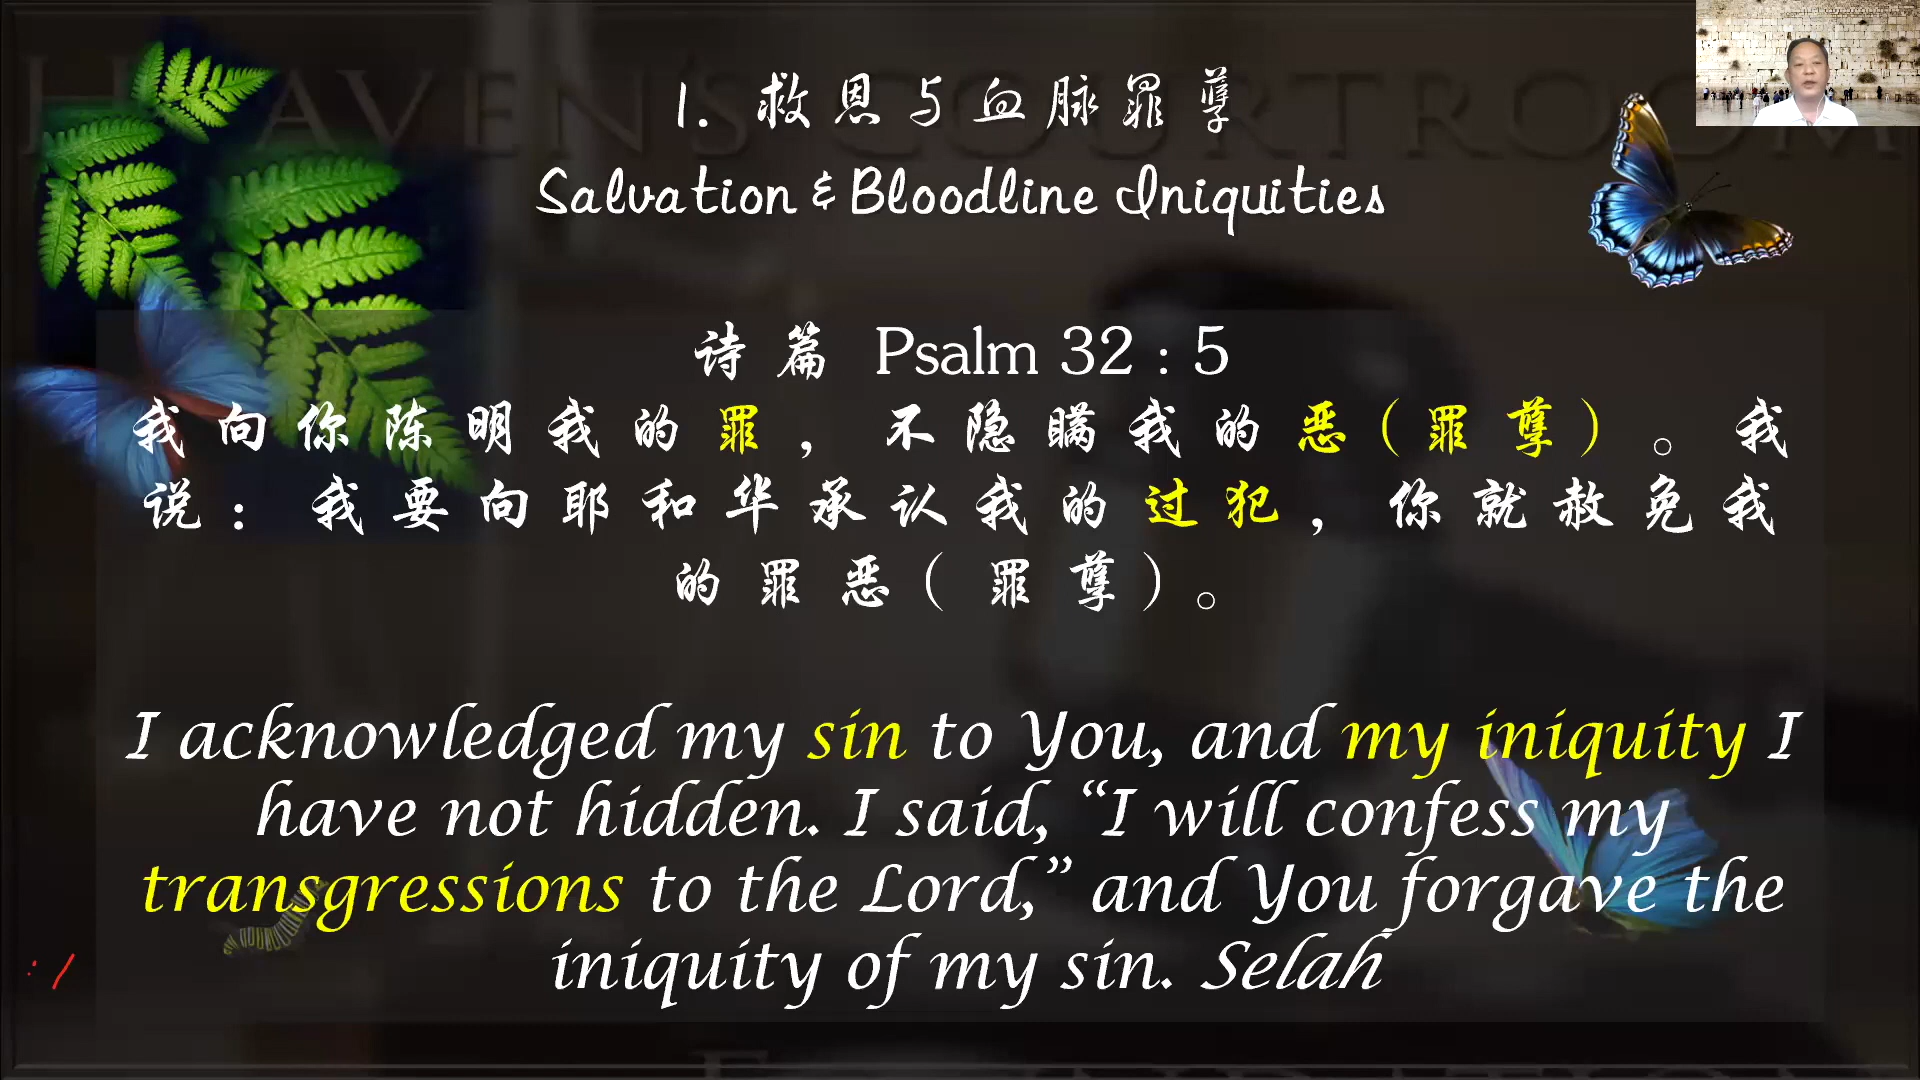 HEAVEN'S COURTROOM
1. 救恩与血脉罪孽
Salvation & Bloodline Iniquities
诗篇 Psalm 32 : 5
我向你陈明我的罪，不隐瞒我的恶（罪孽）。我
说：我要向耶和华承认我的过犯，你就赦免我
的罪恶（罪孽）。
I acknowledged my sin to You, and my iniquity I
have not hidden. I said, “I will confess my
transgressions to the Lord,” and You forgave the
iniquity of my sin. Selah